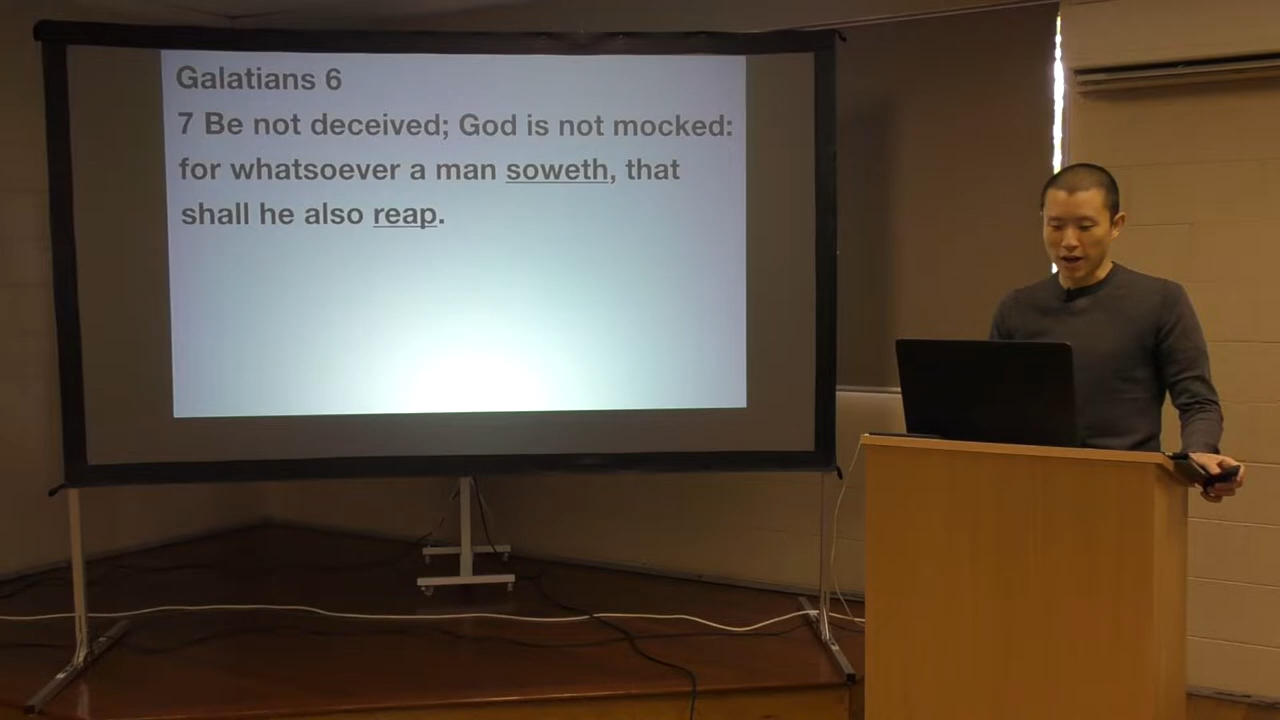 Galatians 6
7 Be not deceived; God is not mocked:
for whatsoever a man soweth, that
shall he also reap.